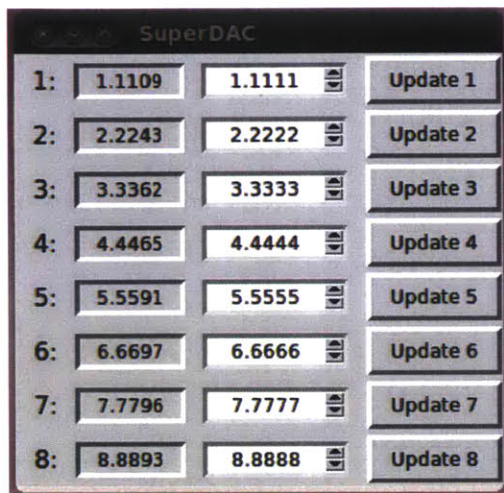 SuperDAC
1: 1.1109 1.1111 Update 1
2: 2.2243 2.2222 Update 2
3: 3.3362 3.3333 Update 3
4: 4.4465 4.4444 Update 4
5: 5.5591 5.5555 Update 5
6: 6.6697 6.6666 Update 6
7: 7.7796 7.7777 Update 7
8: 8.8893 8.8888 Update 8